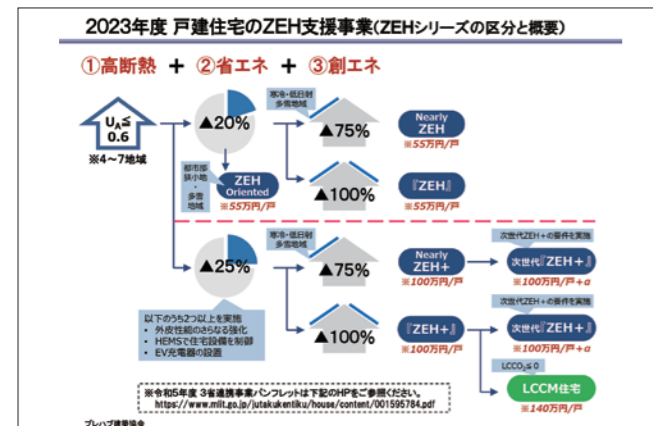 2023年度 戸建住宅のZEH支援事業(ZEHシリーズの区分と概要)
①高断熱 ＋ ②省エネ ＋ ③創エネ
UA≦
0.6
※4～7地域
▲20%
寒冷・低日射
多雪地域
▲75%
Nearly
ZEH
※55万円/戸
都市部
狭小地
・
多雪
地域
ZEH
Oriented
※55万円/戸
▲100%
『ZEH』
※55万円/戸
▲25%
寒冷・低日射
多雪地域
▲75%
Nearly
ZEH+
※100万円/戸
次世代ZEH+の要件を実施
次世代『ZEH+』
※100万円/戸+α
以下のうち2つ以上を実施
・ 外皮性能のさらなる強化
・ HEMSで住宅設備を制御
・ EV充電器の設置
▲100%
『ZEH+』
※100万円/戸
次世代ZEH+の要件を実施
次世代『ZEH+』
※100万円/戸+α
LCCO₂≦0
LCCM住宅
※140万円/戸
※令和5年度 3省連携事業パンフレットは下記のHPをご参照ください。
https://www.mlit.go.jp/jutakukentiku/house/content/001595784.pdf
プレハブ建築協会